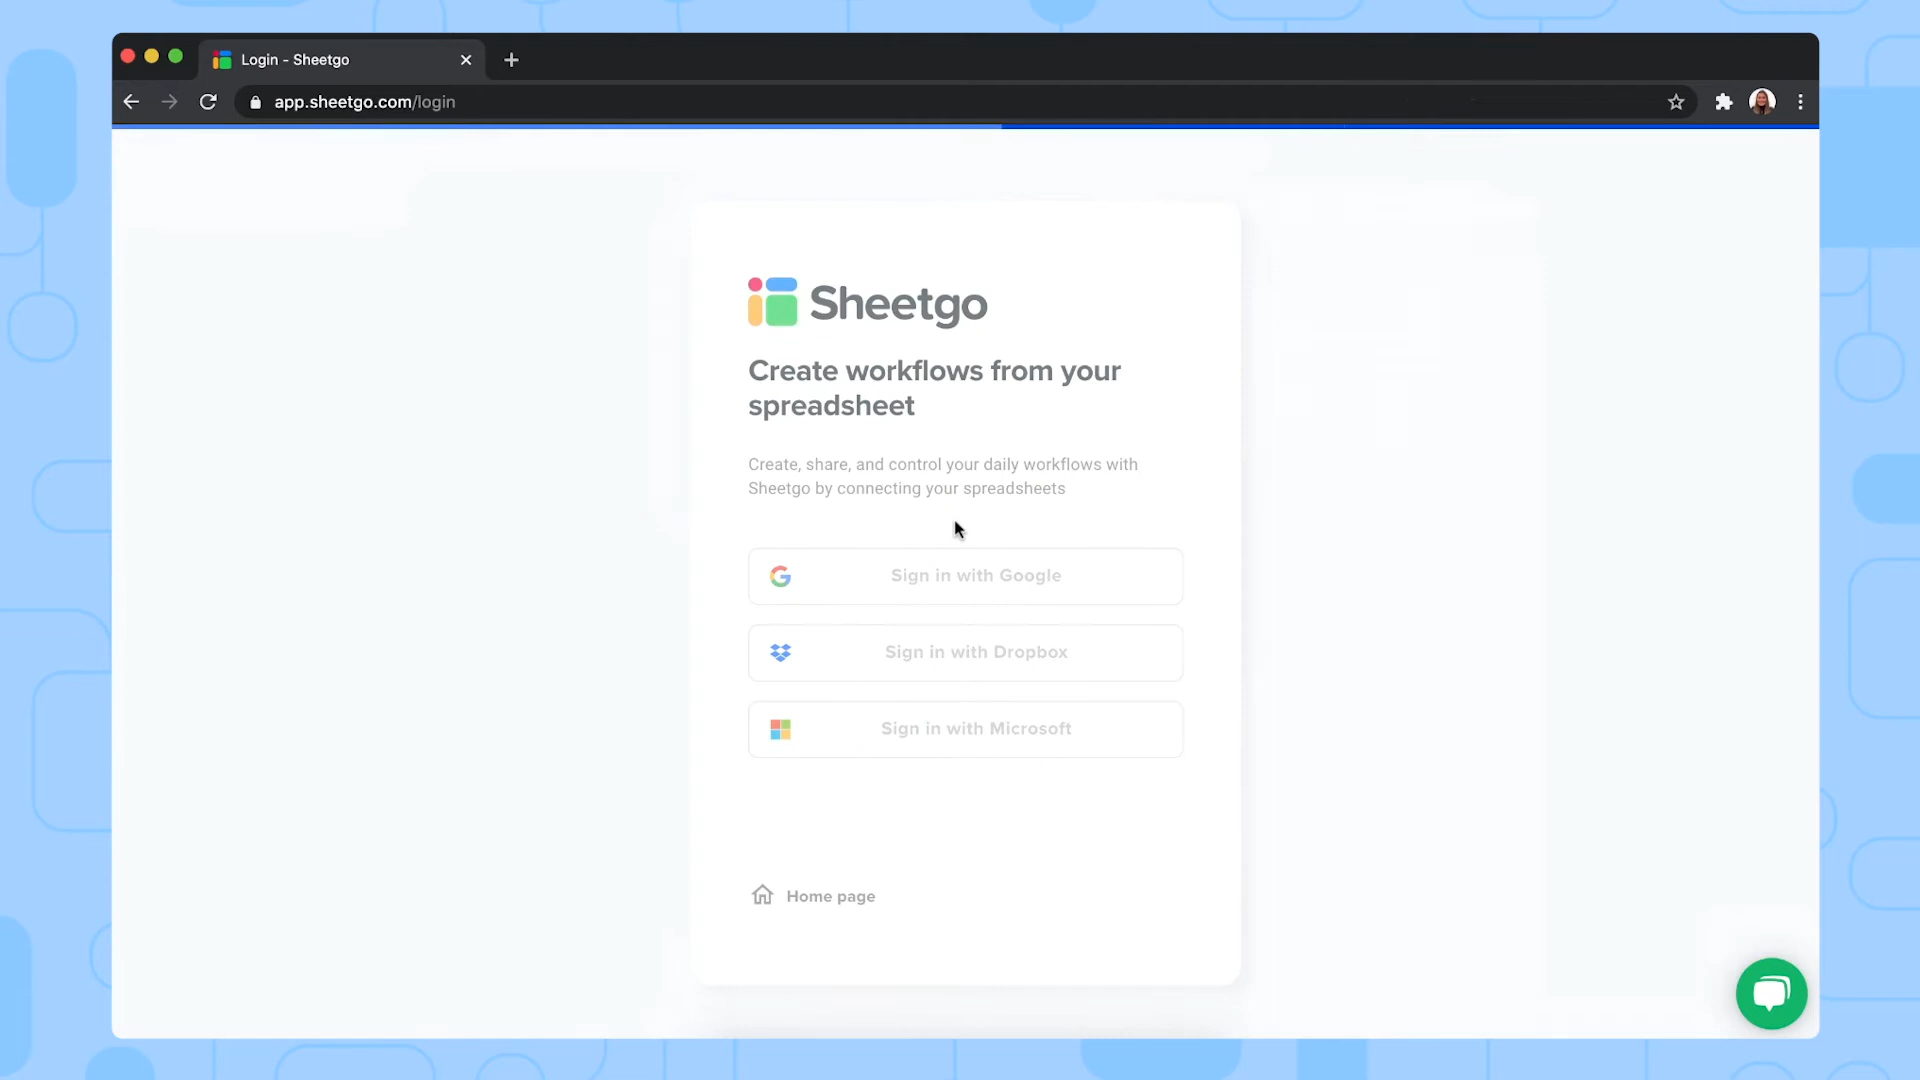 Login - Sheetgo
app.sheetgo.com/login
Sheetgo
Create workflows from your
spreadsheet
Create, share, and control your daily workflows with
Sheetgo by connecting your spreadsheets
Sign in with Google
Sign in with Dropbox
Sign in with Microsoft
Home page